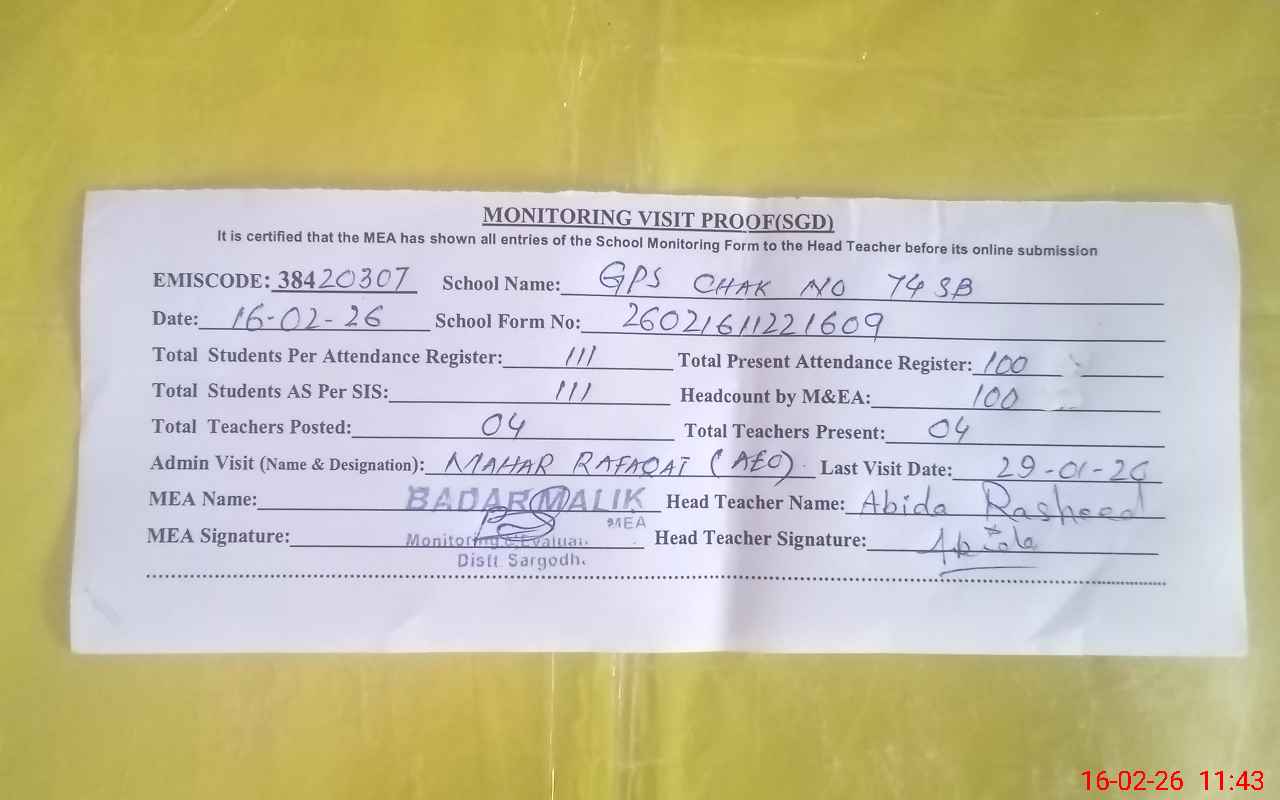 MONITORING VISIT PROOF(SGD)
It is certified that the MEA has shown all entries of the School Monitoring Form to the Head Teacher before its online submission
EMISCODE: 38420307 School Name: GPS CHAK NO 74 SB
Date: 16-02-26 School Form No: 26021611221609
Total Students Per Attendance Register: 111 Total Present Attendance Register: 100
Total Students AS Per SIS: 111 Headcount by M&EA: 100
Total Teachers Posted: 04 Total Teachers Present: 04
Admin Visit (Name & Designation): MAHAR RAFAQAT (AEO) Last Visit Date: 29-01-26
MEA Name: BADAR MALIK Head Teacher Name: Abida Rasheed
MEA
MEA Signature: Monitoring & Evaluat. Head Teacher Signature: Abida
Distt. Sargodh.
16-02-26 11:43